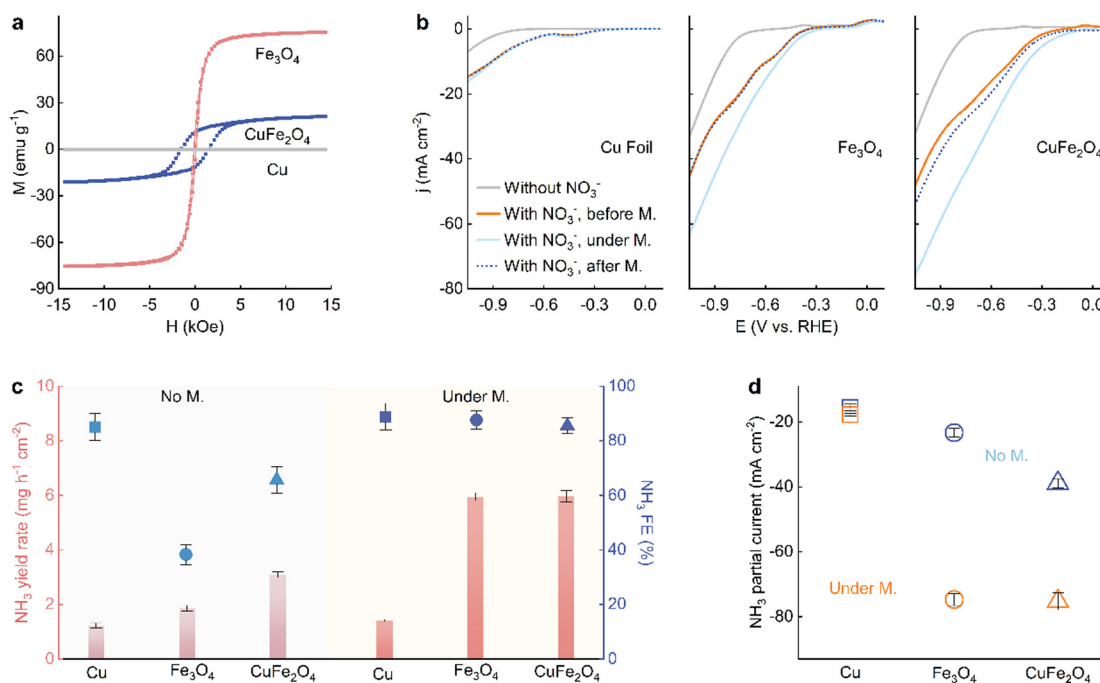 a
M (emu g⁻¹)
60
30
0
-30
-60
-90
Fe₃O₄
CuFe₂O₄
Cu
-15 -10 -5 0 5 10 15
H (kOe)
b
j (mA cm⁻²)
0
-20
-40
-60
-80
Cu Foil
Without NO₃⁻
With NO₃⁻, before M.
With NO₃⁻, under M.
With NO₃⁻, after M.
Fe₃O₄
CuFe₂O₄
-0.9 -0.6 -0.3 0.0
-0.9 -0.6 -0.3 0.0
-0.9 -0.6 -0.3 0.0
E (V vs. RHE)
c
NH₃ yield rate (mg h⁻¹ cm⁻²)
10
8
6
4
2
0
No M.
Under M.
100
80
60
40
20
0
NH₃ FE (%)
Cu Fe₃O₄ CuFe₂O₄ Cu Fe₃O₄ CuFe₂O₄
d
NH₃ partial current (mA cm⁻²)
-20
-40
-60
-80
No M.
Under M.
Cu Fe₃O₄ CuFe₂O₄